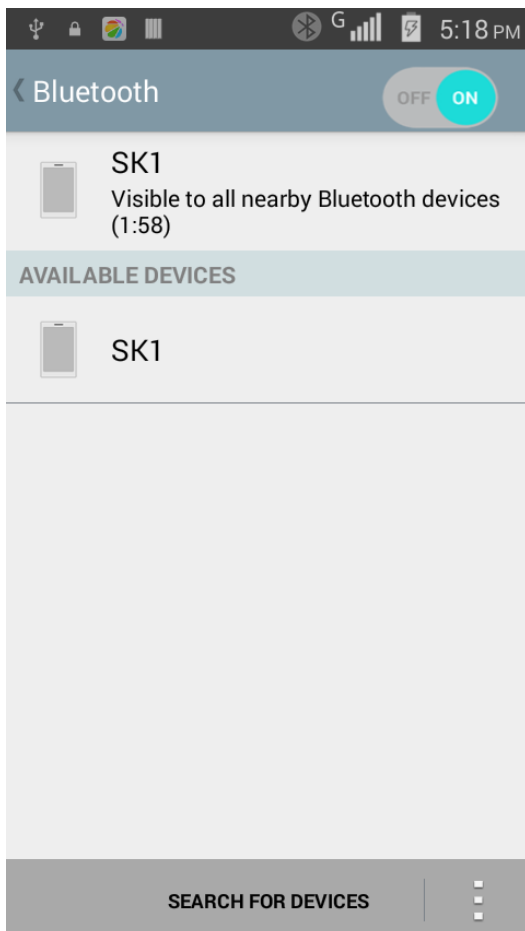 G 5:18 PM
Bluetooth OFF ON
SK1
Visible to all nearby Bluetooth devices
(1:58)
AVAILABLE DEVICES
SK1
SEARCH FOR DEVICES